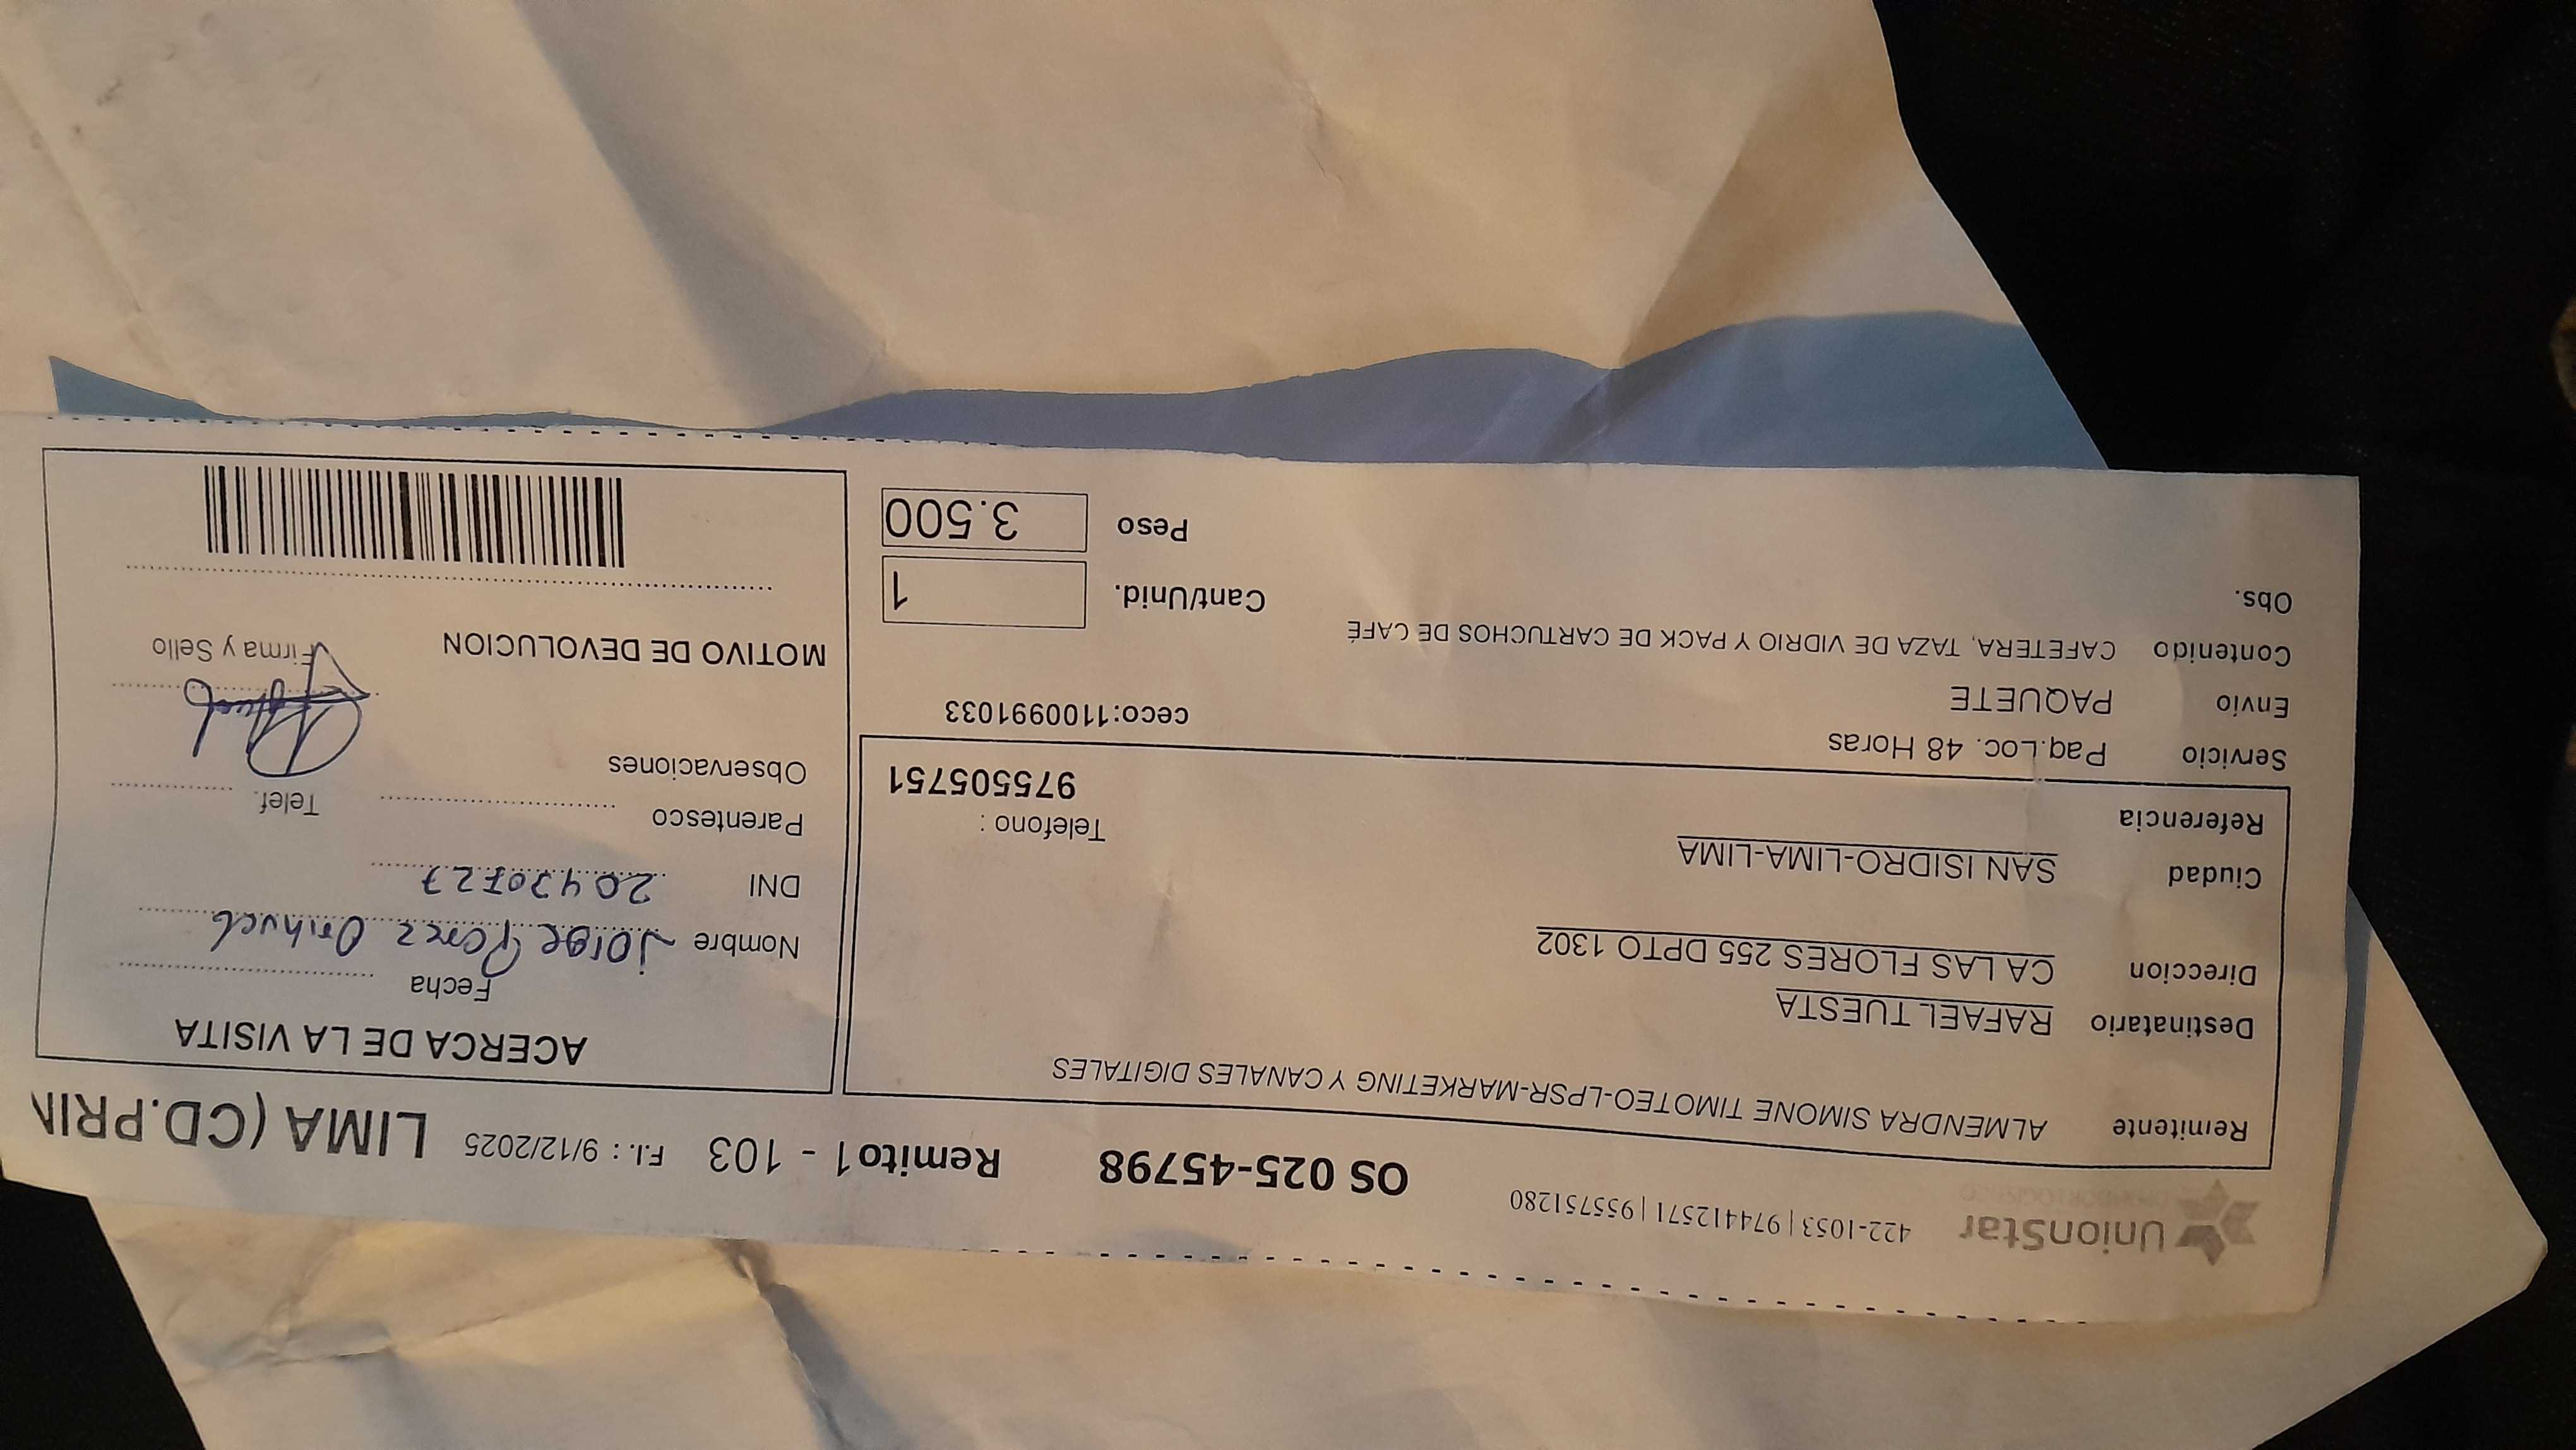 UnionStar 422-1053 | 974412571 | 955751280 OS 025-45798 Remito1 - 103 F.I. : 9/12/2025 LIMA (CD.PRIN
Remitente ALMENDRA SIMONE TIMOTEO-LPSR-MARKETING Y CANALES DIGITALES
Destinatario RAFAEL TUESTA
Direccion CA LAS FLORES 255 DPTO 1302
Ciudad SAN ISIDRO-LIMA-LIMA
Referencia
Telefono :
975505751
Servicio Paq.Loc. 48 Horas
Envio PAQUETE
ceco:1100991033
Contenido CAFETERA, TAZA DE VIDRIO Y PACK DE CARTUCHOS DE CAFÉ
Obs.
Cant/Unid. 1
Peso 3.500
ACERCA DE LA VISITA
Fecha
Nombre Jorge Perez
DNI 20470727
Parentesco Telef.
Observaciones
Firma y Sello
MOTIVO DE DEVOLUCION